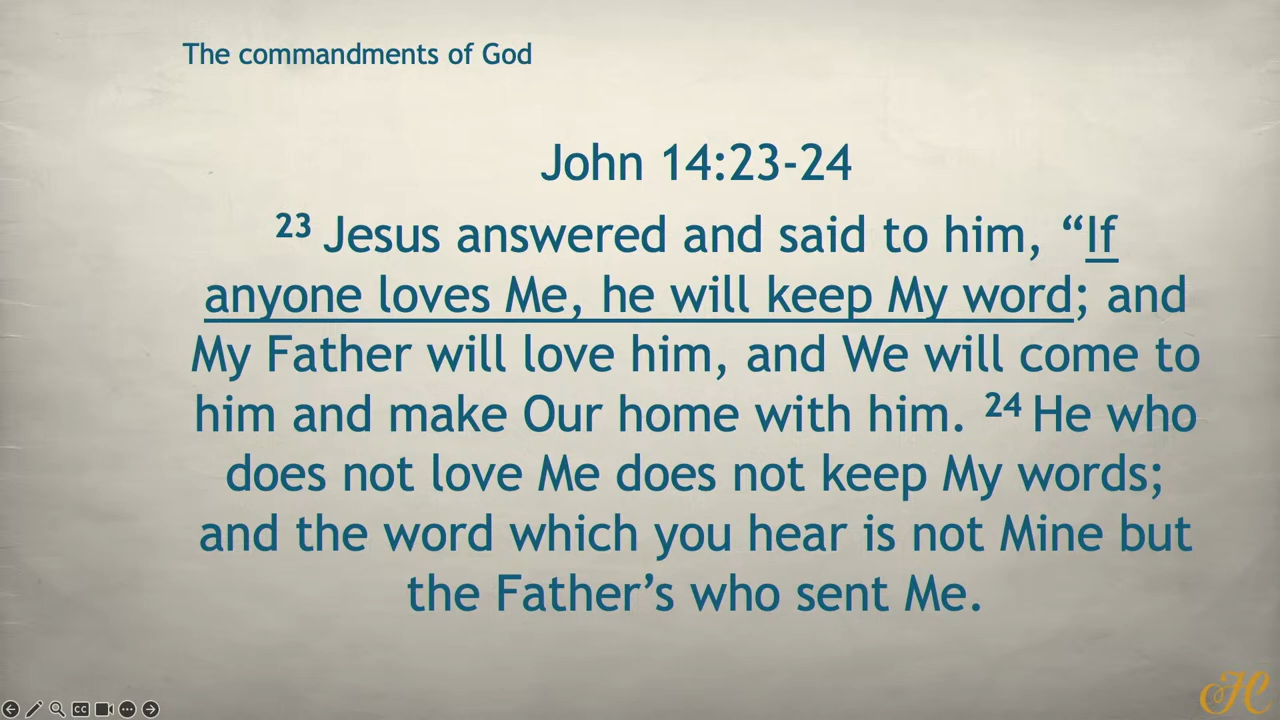 The commandments of God
John 14:23-24
23 Jesus answered and said to him, “If
anyone loves Me, he will keep My word; and
My Father will love him, and We will come to
him and make Our home with him. 24 He who
does not love Me does not keep My words;
and the word which you hear is not Mine but
the Father’s who sent Me.
CC